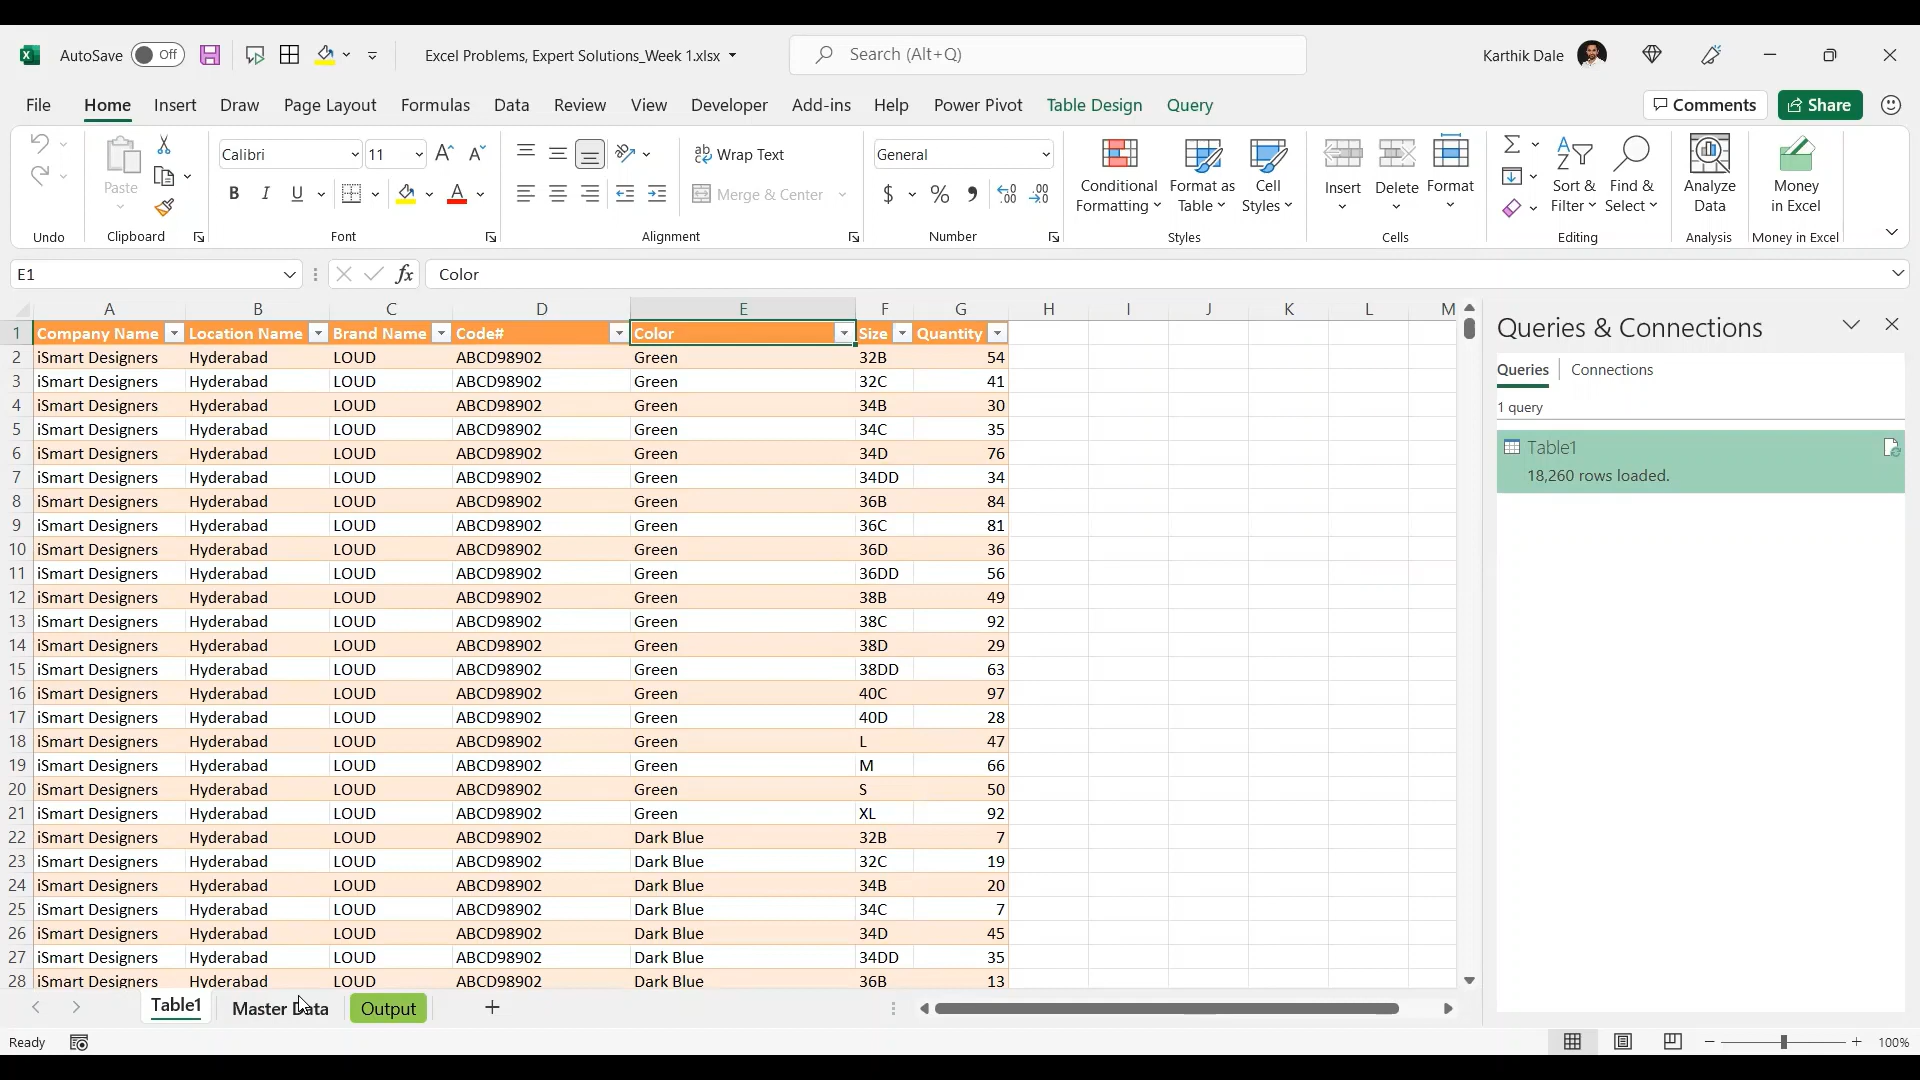 AutoSave Off Excel Problems, Expert Solutions_Week 1.xlsx Search (Alt+Q) Karthik Dale
File Home Insert Draw Page Layout Formulas Data Review View Developer Add-ins Help Power Pivot Table Design Query Comments Share
Calibri 11 A A ab Wrap Text General
Paste B I U A Merge & Center $ % , .00 .00
Conditional Formatting Format as Table Cell Styles Insert Delete Format Sort & Filter Find & Select Analyze Data Money in Excel
Undo Clipboard Font Alignment Number Styles Cells Editing Analysis Money in Excel
E1 fx Color
A B C D E F G H I J K L M
1 Company Name Location Name Brand Name Code# Color Size Quantity
2 iSmart Designers Hyderabad LOUD ABCD98902 Green 32B 54
3 iSmart Designers Hyderabad LOUD ABCD98902 Green 32C 41
4 iSmart Designers Hyderabad LOUD ABCD98902 Green 34B 30
5 iSmart Designers Hyderabad LOUD ABCD98902 Green 34C 35
6 iSmart Designers Hyderabad LOUD ABCD98902 Green 34D 76
7 iSmart Designers Hyderabad LOUD ABCD98902 Green 34DD 34
8 iSmart Designers Hyderabad LOUD ABCD98902 Green 36B 84
9 iSmart Designers Hyderabad LOUD ABCD98902 Green 36C 81
10 iSmart Designers Hyderabad LOUD ABCD98902 Green 36D 36
11 iSmart Designers Hyderabad LOUD ABCD98902 Green 36DD 56
12 iSmart Designers Hyderabad LOUD ABCD98902 Green 38B 49
13 iSmart Designers Hyderabad LOUD ABCD98902 Green 38C 92
14 iSmart Designers Hyderabad LOUD ABCD98902 Green 38D 29
15 iSmart Designers Hyderabad LOUD ABCD98902 Green 38DD 63
16 iSmart Designers Hyderabad LOUD ABCD98902 Green 40C 97
17 iSmart Designers Hyderabad LOUD ABCD98902 Green 40D 28
18 iSmart Designers Hyderabad LOUD ABCD98902 Green L 47
19 iSmart Designers Hyderabad LOUD ABCD98902 Green M 66
20 iSmart Designers Hyderabad LOUD ABCD98902 Green S 50
21 iSmart Designers Hyderabad LOUD ABCD98902 Green XL 92
22 iSmart Designers Hyderabad LOUD ABCD98902 Dark Blue 32B 7
23 iSmart Designers Hyderabad LOUD ABCD98902 Dark Blue 32C 19
24 iSmart Designers Hyderabad LOUD ABCD98902 Dark Blue 34B 20
25 iSmart Designers Hyderabad LOUD ABCD98902 Dark Blue 34C 7
26 iSmart Designers Hyderabad LOUD ABCD98902 Dark Blue 34D 45
27 iSmart Designers Hyderabad LOUD ABCD98902 Dark Blue 34DD 35
28 iSmart Designers Hyderabad LOUD ABCD98902 Dark Blue 36B 13
Queries & Connections
Queries Connections
1 query
Table1
18,260 rows loaded.
Table1 Master Data Output
Ready 100%